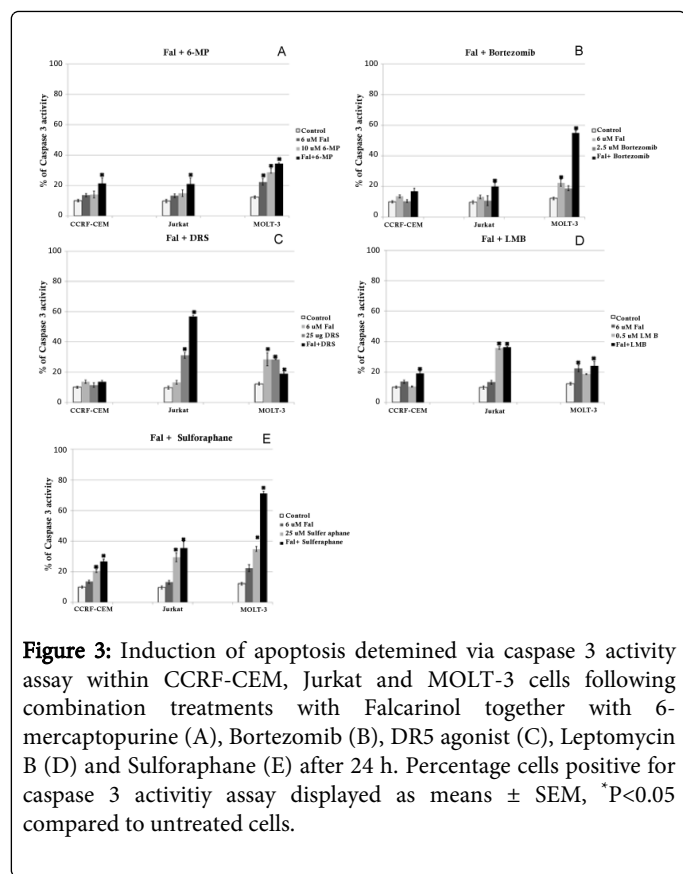 Fal + 6-MP
A
% of Caspase 3 activity
100
80
60
40
20
0
CCRF-CEM
Jurkat
MOLT-3
Control
6 uM Fal
10 uM 6-MP
Fal+6-MP
Fal + Bortezomib
B
% of Caspase 3 activity
100
80
60
40
20
0
CCRF-CEM
Jurkat
MOLT-3
Control
6 uM Fal
2.5 uM Bortezomib
Fal+ Bortezomib
Fal + DRS
C
% of Caspase 3 activity
100
80
60
40
20
0
CCRF-CEM
Jurkat
MOLT-3
Control
6 uM Fal
25 ug DRS
Fal+DRS
Fal + LMB
D
% of Caspase 3 activity
100
80
60
40
20
0
CCRF-CEM
Jurkat
MOLT-3
Control
6 uM Fal
0.5 uM LM B
Fal+LMB
Fal + Sulforaphane
E
% of Caspase 3 activity
100
80
60
40
20
0
CCRF-CEM
Jurkat
MOLT-3
Control
6 uM Fal
25 uM Sulfer aphane
Fal+ Sulferaphane
Figure 3: Induction of apoptosis detemined via caspase 3 activity
assay within CCRF-CEM, Jurkat and MOLT-3 cells following
combination treatments with Falcarinol together with 6-
mercaptopurine (A), Bortezomib (B), DR5 agonist (C), Leptomycin
B (D) and Sulforaphane (E) after 24 h. Percentage cells positive for
caspase 3 activitiy assay displayed as means ± SEM, *P<0.05
compared to untreated cells.